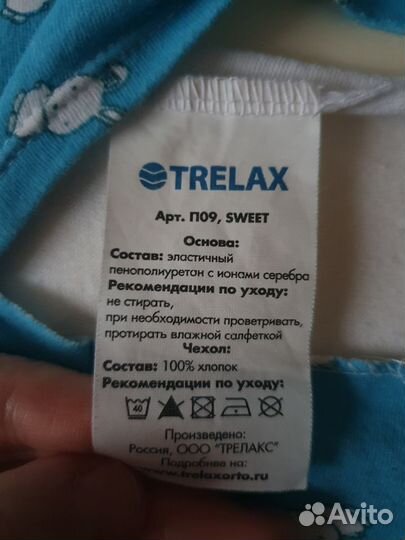 TRELAX
Арт. П09, SWEET
Основа:
Состав: эластичный
пенополиуретан с ионами серебра
Рекомендации по уходу:
не стирать,
при необходимости проветривать,
протирать влажной салфеткой
Чехол:
Состав: 100% хлопок
Рекомендации по уходу:
40
Произведено:
Россия, ООО "ТРЕЛАКС"
Подробнее на:
www.trelaxorto.ru
Avito